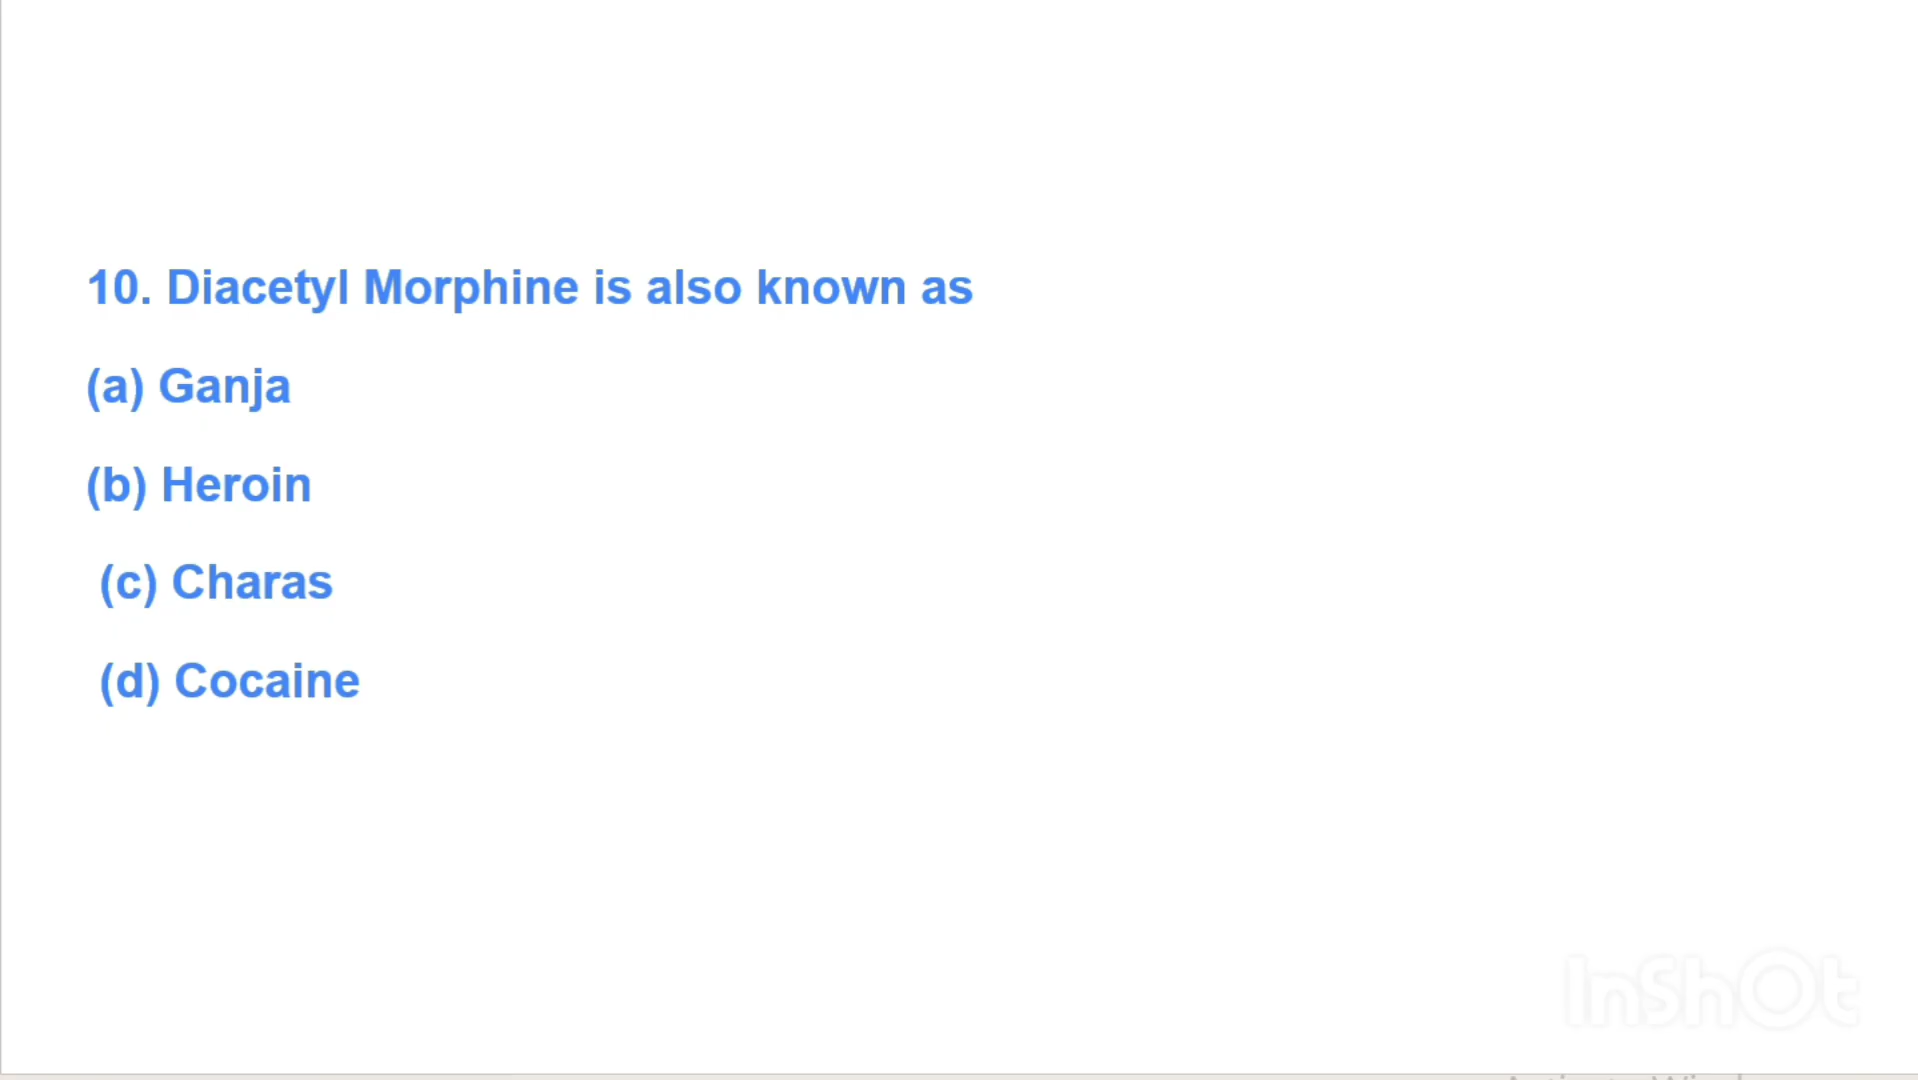 10. Diacetyl Morphine is also known as
(a) Ganja
(b) Heroin
(c) Charas
(d) Cocaine
InShOt